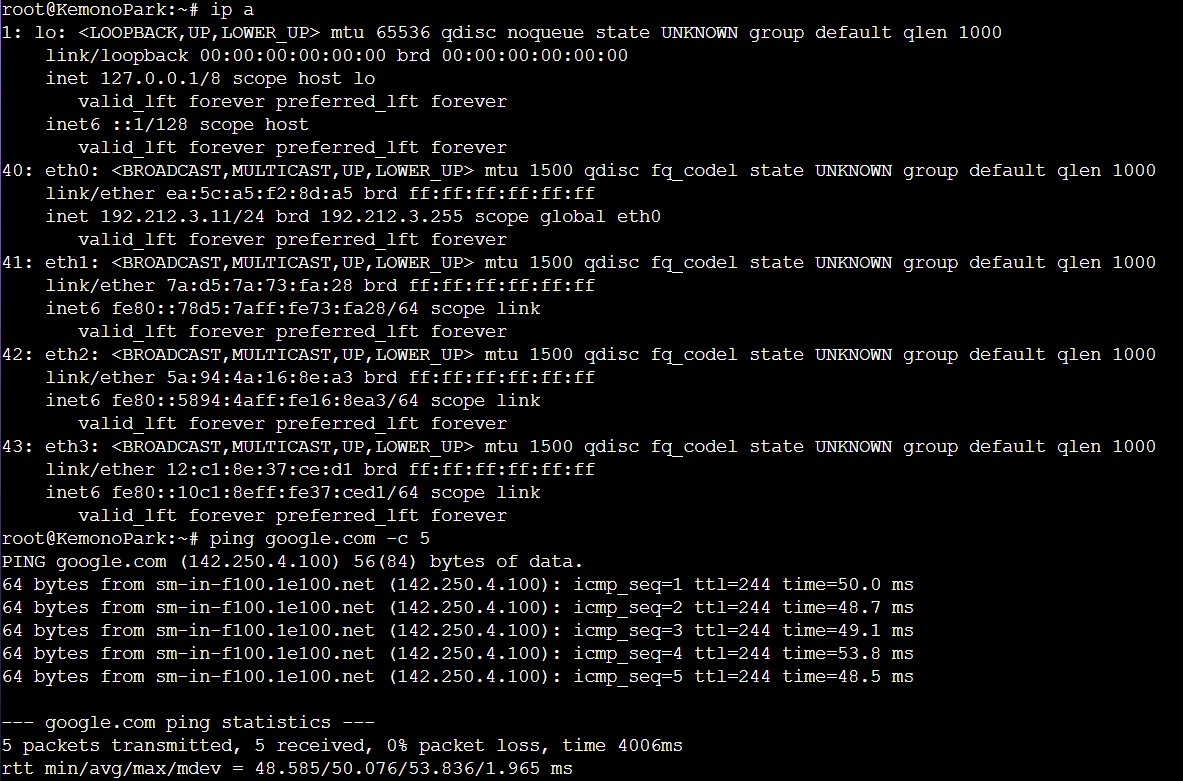 root@KemonoPark:~# ip a
1: lo: <LOOPBACK,UP,LOWER_UP> mtu 65536 qdisc noqueue state UNKNOWN group default qlen 1000
    link/loopback 00:00:00:00:00:00 brd 00:00:00:00:00:00
    inet 127.0.0.1/8 scope host lo
       valid_lft forever preferred_lft forever
    inet6 ::1/128 scope host
       valid_lft forever preferred_lft forever
40: eth0: <BROADCAST,MULTICAST,UP,LOWER_UP> mtu 1500 qdisc fq_codel state UNKNOWN group default qlen 1000
    link/ether ea:5c:a5:f2:8d:a5 brd ff:ff:ff:ff:ff:ff
    inet 192.212.3.11/24 brd 192.212.3.255 scope global eth0
       valid_lft forever preferred_lft forever
41: eth1: <BROADCAST,MULTICAST,UP,LOWER_UP> mtu 1500 qdisc fq_codel state UNKNOWN group default qlen 1000
    link/ether 7a:d5:7a:73:fa:28 brd ff:ff:ff:ff:ff:ff
    inet6 fe80::78d5:7aff:fe73:fa28/64 scope link
       valid_lft forever preferred_lft forever
42: eth2: <BROADCAST,MULTICAST,UP,LOWER_UP> mtu 1500 qdisc fq_codel state UNKNOWN group default qlen 1000
    link/ether 5a:94:4a:16:8e:a3 brd ff:ff:ff:ff:ff:ff
    inet6 fe80::5894:4aff:fe16:8ea3/64 scope link
       valid_lft forever preferred_lft forever
43: eth3: <BROADCAST,MULTICAST,UP,LOWER_UP> mtu 1500 qdisc fq_codel state UNKNOWN group default qlen 1000
    link/ether 12:c1:8e:37:ce:d1 brd ff:ff:ff:ff:ff:ff
    inet6 fe80::10c1:8eff:fe37:ced1/64 scope link
       valid_lft forever preferred_lft forever
root@KemonoPark:~# ping google.com -c 5
PING google.com (142.250.4.100) 56(84) bytes of data.
64 bytes from sm-in-f100.1e100.net (142.250.4.100): icmp_seq=1 ttl=244 time=50.0 ms
64 bytes from sm-in-f100.1e100.net (142.250.4.100): icmp_seq=2 ttl=244 time=48.7 ms
64 bytes from sm-in-f100.1e100.net (142.250.4.100): icmp_seq=3 ttl=244 time=49.1 ms
64 bytes from sm-in-f100.1e100.net (142.250.4.100): icmp_seq=4 ttl=244 time=53.8 ms
64 bytes from sm-in-f100.1e100.net (142.250.4.100): icmp_seq=5 ttl=244 time=48.5 ms

--- google.com ping statistics ---
5 packets transmitted, 5 received, 0% packet loss, time 4006ms
rtt min/avg/max/mdev = 48.585/50.076/53.836/1.965 ms